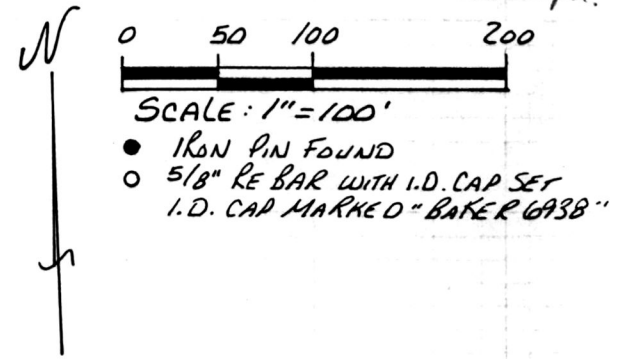 N
0 50 100 200
SCALE: 1"=100'
IRON PIN FOUND
5/8" RE BAR WITH I.D. CAP SET
I.D. CAP MARKED "BAKER 6938"